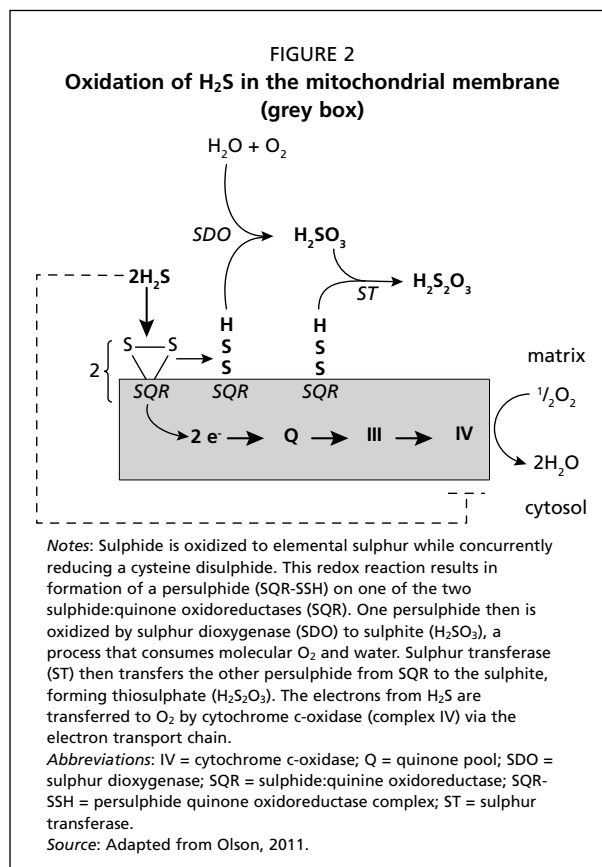 FIGURE 2
Oxidation of H₂S in the mitochondrial membrane
(grey box)
H₂O + O₂
SDO
H₂SO₃
2H₂S
ST
H₂S₂O₃
H
H
S
S
S
S
S
S
2
SQR
SQR
SQR
matrix
¹/₂O₂
2 e⁻
Q
III
IV
2H₂O
cytosol
Notes: Sulphide is oxidized to elemental sulphur while concurrently
reducing a cysteine disulphide. This redox reaction results in
formation of a persulphide (SQR-SSH) on one of the two
sulphide:quinone oxidoreductases (SQR). One persulphide then is
oxidized by sulphur dioxygenase (SDO) to sulphite (H₂SO₃), a
process that consumes molecular O₂ and water. Sulphur transferase
(ST) then transfers the other persulphide from SQR to the sulphite,
forming thiosulphate (H₂S₂O₃). The electrons from H₂S are
transferred to O₂ by cytochrome c-oxidase (complex IV) via the
electron transport chain.
Abbreviations: IV = cytochrome c-oxidase; Q = quinone pool; SDO =
sulphur dioxygenase; SQR = sulphide:quinine oxidoreductase; SQR-
SSH = persulphide quinone oxidoreductase complex; ST = sulphur
transferase.
Source: Adapted from Olson, 2011.